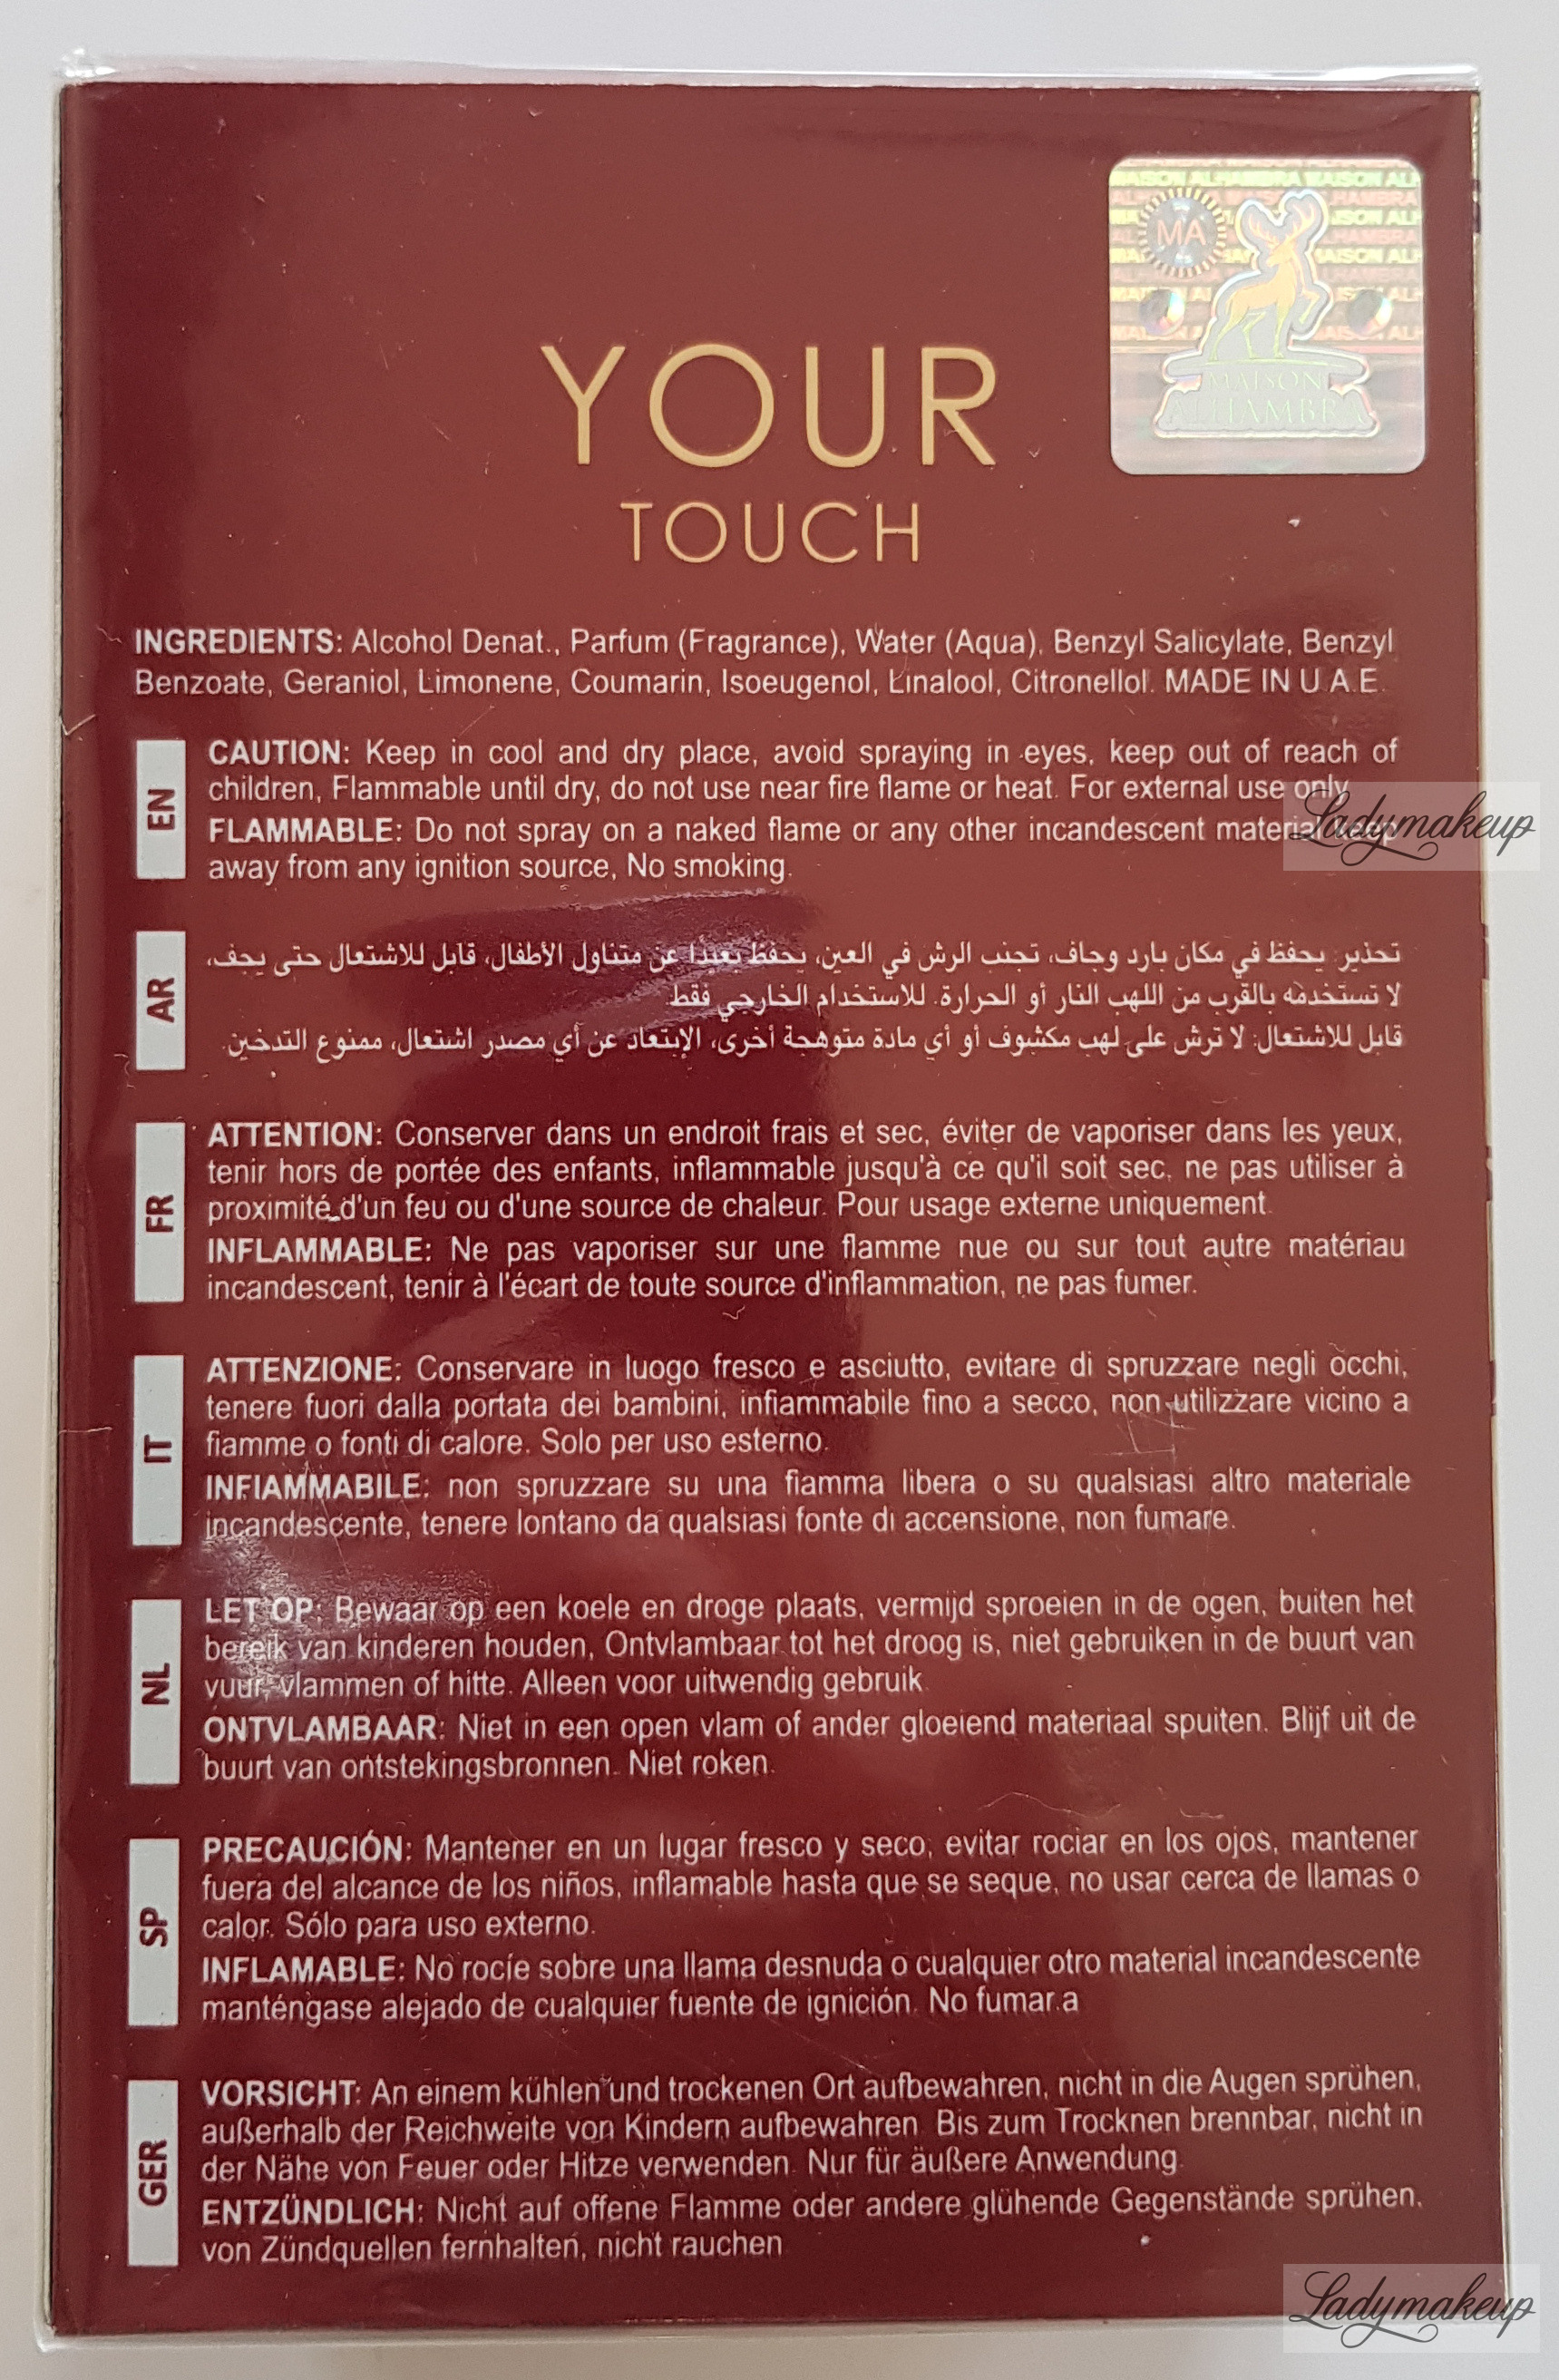 MA
MAISON
ALHAMBRA
YOUR
TOUCH
INGREDIENTS: Alcohol Denat., Parfum (Fragrance), Water (Aqua), Benzyl Salicylate, Benzyl
Benzoate, Geraniol, Limonene, Coumarin, Isoeugenol, Linalool, Citronellol. MADE IN U.A.E.
EN
CAUTION: Keep in cool and dry place, avoid spraying in eyes, keep out of reach of
children, Flammable until dry, do not use near fire flame or heat. For external use only
FLAMMABLE: Do not spray on a naked flame or any other incandescent material
away from any ignition source, No smoking.
Ladymakeup
AR
تحذير: يحفظ في مكان بارد وجاف، تجنب الرش في العين، يحفظ بعيدا عن متناول الأطفال، قابل للاشتعال حتى يجف،
لا تستخدمه بالقرب من اللهب النار أو الحرارة. للاستخدام الخارجي فقط
قابل للاشتعال: لا ترش على لهب مكشوف أو أي مادة متوهجة أخرى، الإبتعاد عن أي مصدر اشتعال، ممنوع التدخين.
FR
ATTENTION: Conserver dans un endroit frais et sec, éviter de vaporiser dans les yeux,
tenir hors de portée des enfants, inflammable jusqu'à ce qu'il soit sec, ne pas utiliser à
proximité d'un feu ou d'une source de chaleur. Pour usage externe uniquement.
INFLAMMABLE: Ne pas vaporiser sur une flamme nue ou sur tout autre matériau
incandescent, tenir à l'écart de toute source d'inflammation, ne pas fumer.
IT
ATTENZIONE: Conservare in luogo fresco e asciutto, evitare di spruzzare negli occhi,
tenere fuori dalla portata dei bambini, infiammabile fino a secco, non utilizzare vicino a
fiamme o fonti di calore. Solo per uso esterno.
INFIAMMABILE: non spruzzare su una fiamma libera o su qualsiasi altro materiale
incandescente, tenere lontano da qualsiasi fonte di accensione, non fumare.
NL
LET OP: Bewaar op een koele en droge plaats, vermijd sproeien in de ogen, buiten het
bereik van kinderen houden, Ontvlambaar tot het droog is, niet gebruiken in de buurt van
vuur, vlammen of hitte. Alleen voor uitwendig gebruik.
ONTVLAMBAAR: Niet in een open vlam of ander gloeiend materiaal spuiten. Blijf uit de
buurt van ontstekingsbronnen. Niet roken.
SP
PRECAUCIÓN: Mantener en un lugar fresco y seco, evitar rociar en los ojos, mantener
fuera del alcance de los niños, inflamable hasta que se seque, no usar cerca de llamas o
calor. Sólo para uso externo.
INFLAMABLE: No rocíe sobre una llama desnuda o cualquier otro material incandescente
manténgase alejado de cualquier fuente de ignición. No fumar.a
GER
VORSICHT: An einem kühlen und trockenen Ort aufbewahren, nicht in die Augen sprühen,
außerhalb der Reichweite von Kindern aufbewahren. Bis zum Trocknen brennbar, nicht in
der Nähe von Feuer oder Hitze verwenden. Nur für äußere Anwendung.
ENTZÜNDLICH: Nicht auf offene Flamme oder andere glühende Gegenstände sprühen,
von Zündquellen fernhalten, nicht rauchen
Ladymakeup